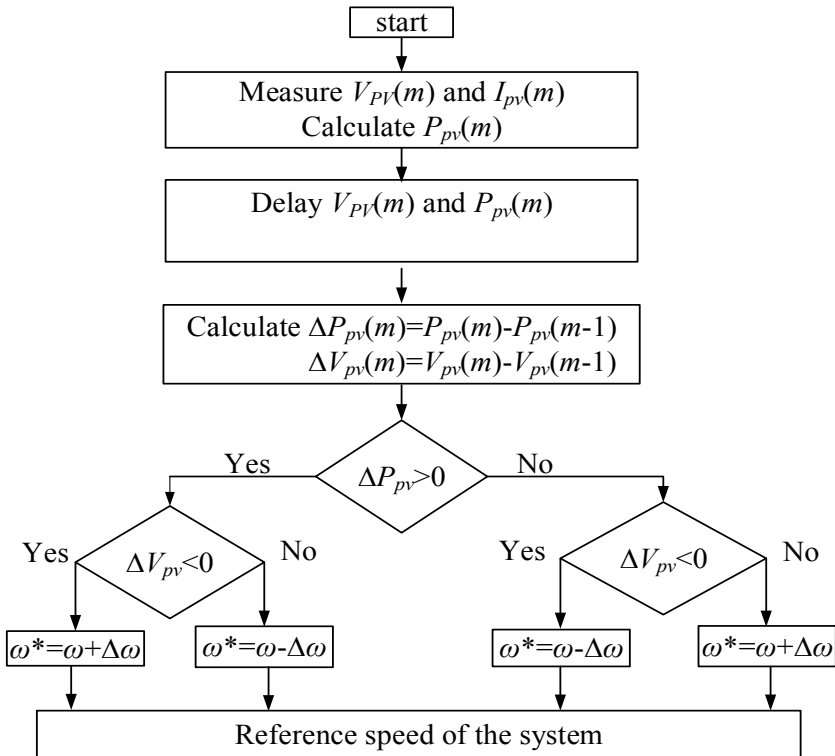 start
Measure V_PV(m) and I_pv(m)
Calculate P_pv(m)
Delay V_PV(m) and P_pv(m)
Calculate ΔP_pv(m)=P_pv(m)-P_pv(m-1)
ΔV_pv(m)=V_pv(m)-V_pv(m-1)
Yes
ΔP_pv>0
No
Yes
ΔV_pv<0
No
Yes
ΔV_pv<0
No
ω*=ω+Δω
ω*=ω-Δω
ω*=ω-Δω
ω*=ω+Δω
Reference speed of the system